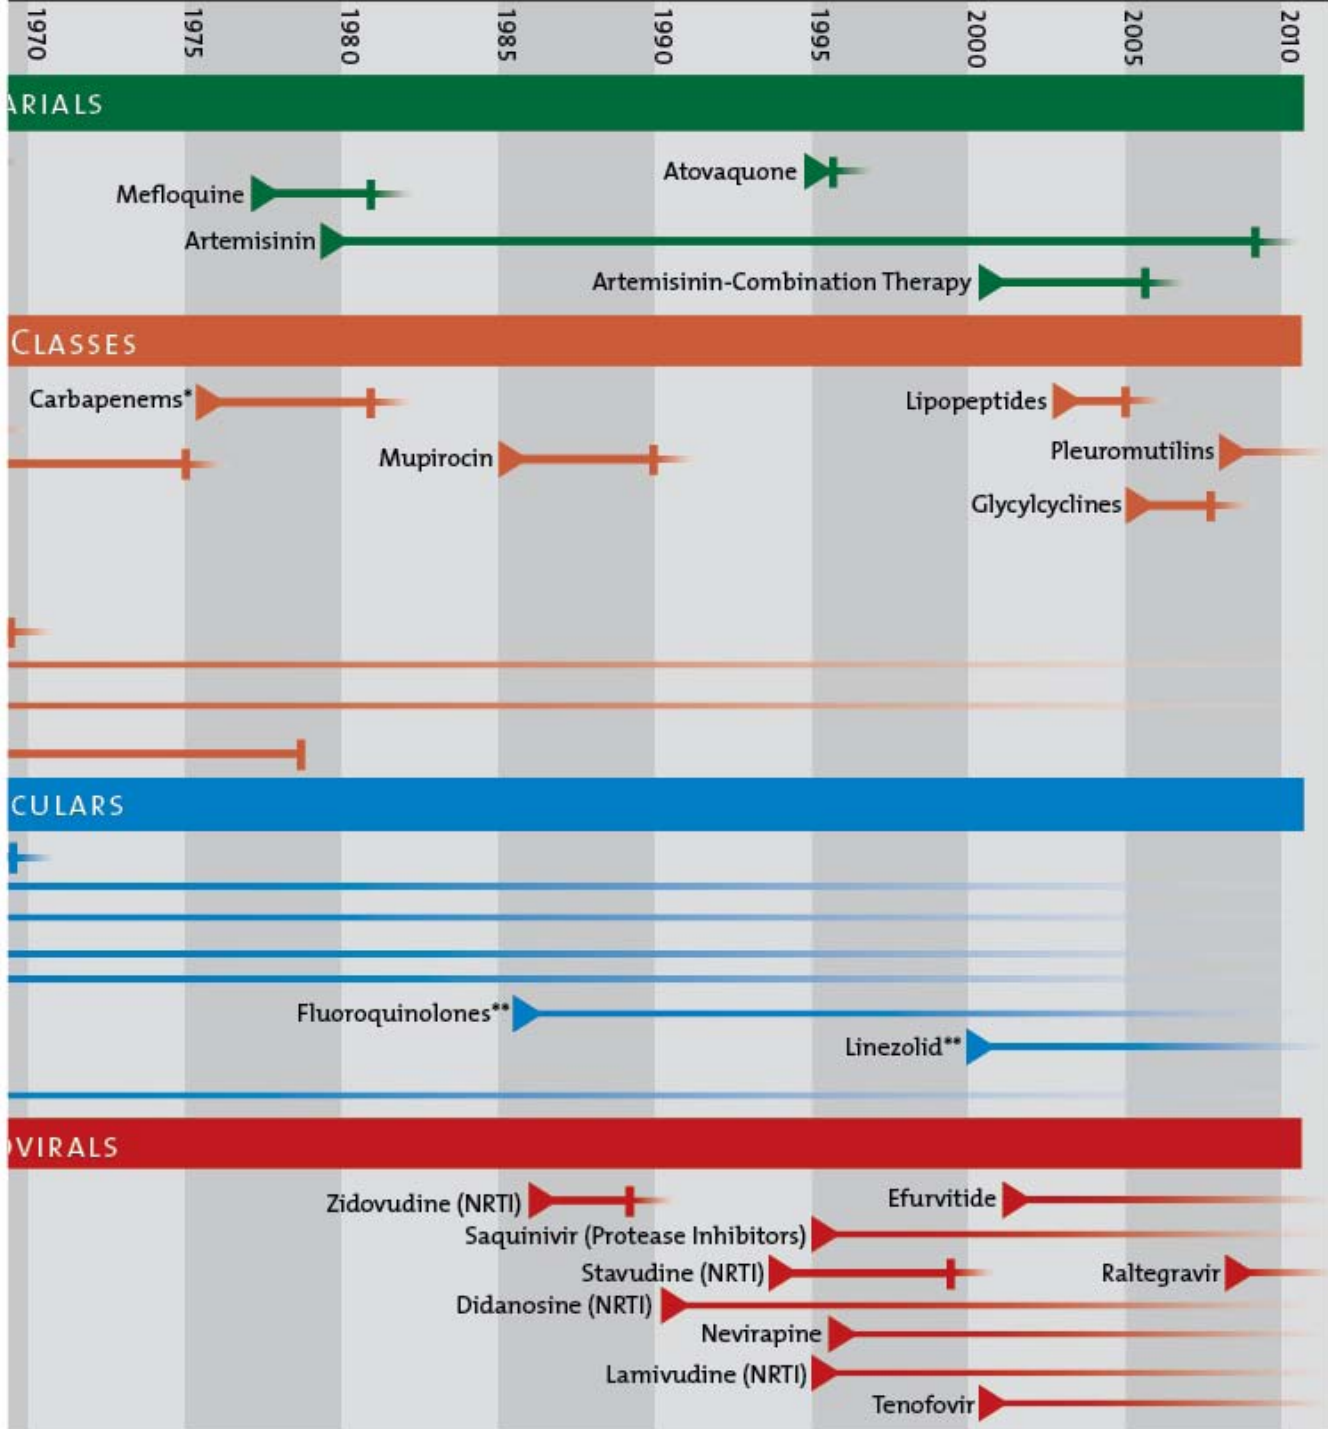 1970 1975 1980 1985 1990 1995 2000 2005 2010
ARIALS
Atovaquone
Mefloquine
Artemisinin
Artemisinin-Combination Therapy
CLASSES
Carbapenems*
Lipopeptides
Pleuromutilins
Mupirocin
Glycylcyclines
CULARS
Fluoroquinolones**
Linezolid**
OVIRALS
Zidovudine (NRTI)
Efurvitide
Saquinivir (Protease Inhibitors)
Stavudine (NRTI)
Raltegravir
Didanosine (NRTI)
Nevirapine
Lamivudine (NRTI)
Tenofovir